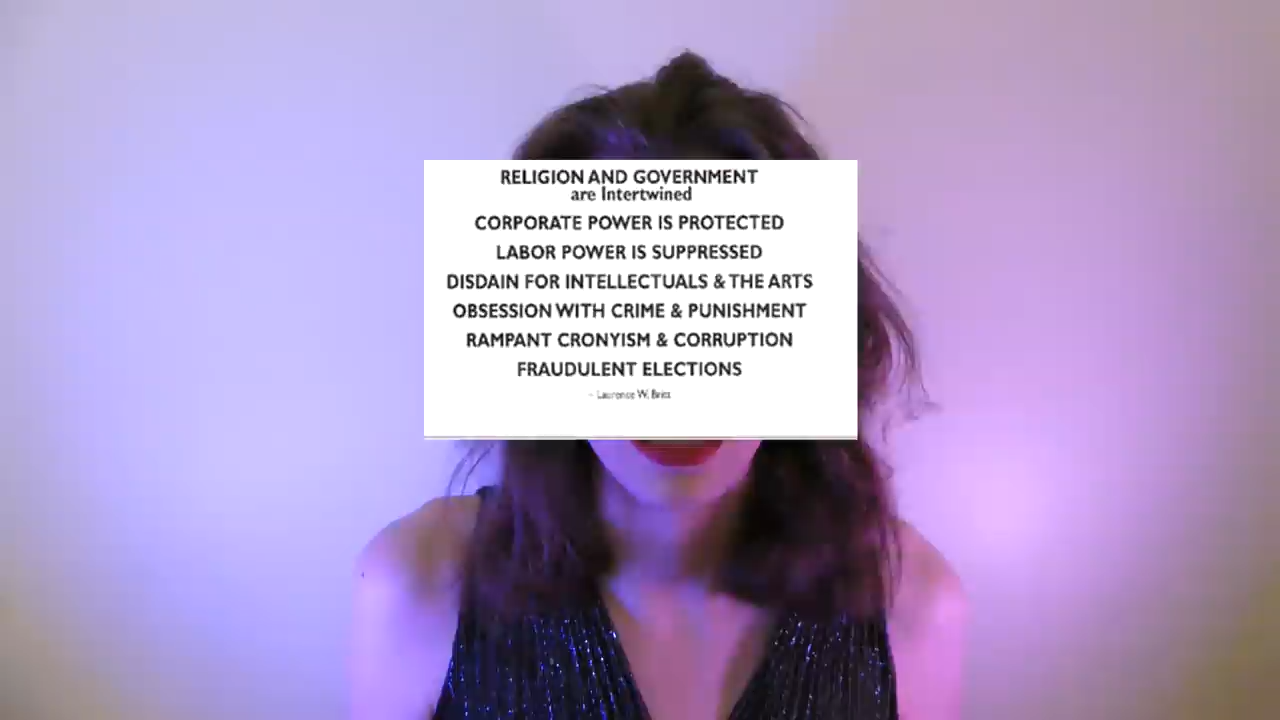 RELIGION AND GOVERNMENT
are Intertwined
CORPORATE POWER IS PROTECTED
LABOR POWER IS SUPPRESSED
DISDAIN FOR INTELLECTUALS & THE ARTS
OBSESSION WITH CRIME & PUNISHMENT
RAMPANT CRONYISM & CORRUPTION
FRAUDULENT ELECTIONS
- Laurence W. Britt